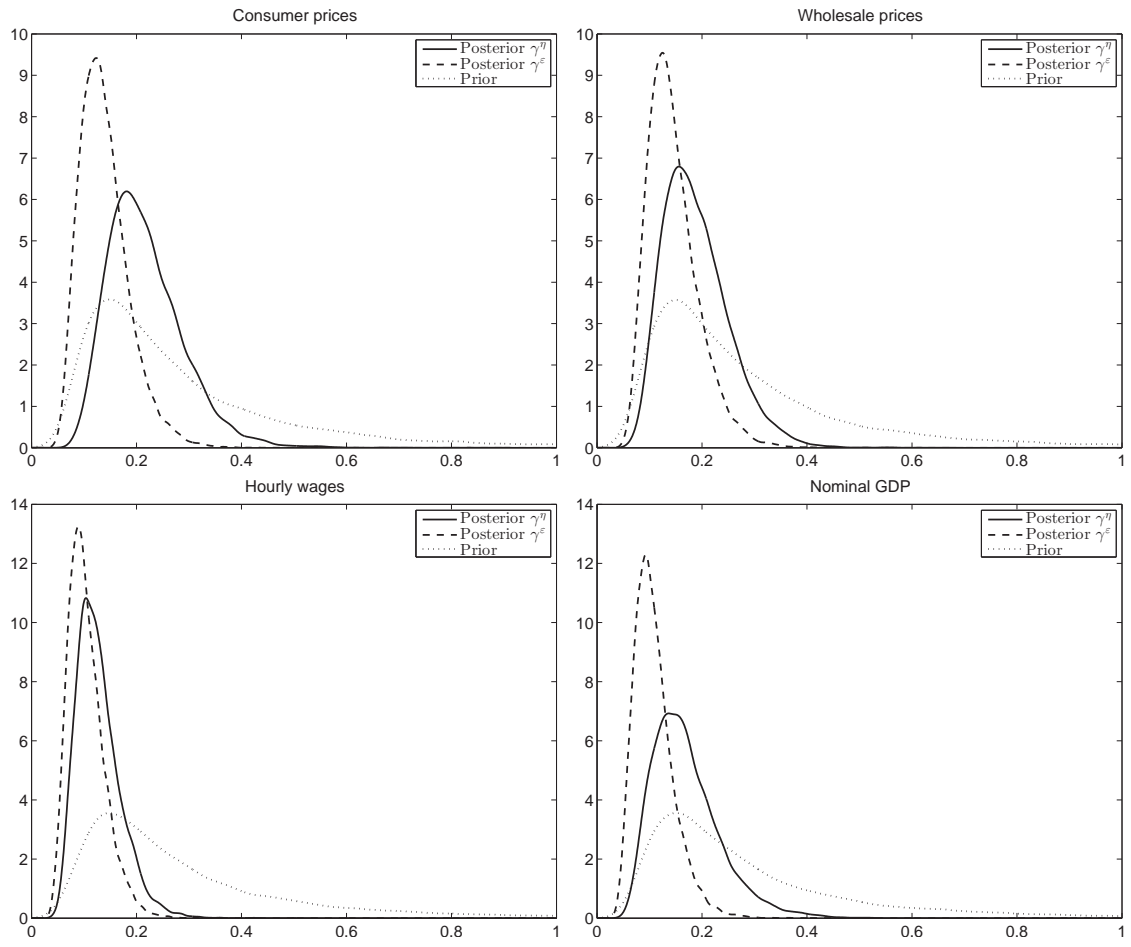 Consumer prices
10
9
8
7
6
5
4
3
2
1
0
0 0.2 0.4 0.6 0.8 1
Posterior γ^η
Posterior γ^ε
Prior
Wholesale prices
10
9
8
7
6
5
4
3
2
1
0
0 0.2 0.4 0.6 0.8 1
Posterior γ^η
Posterior γ^ε
Prior
Hourly wages
14
12
10
8
6
4
2
0
0 0.2 0.4 0.6 0.8 1
Posterior γ^η
Posterior γ^ε
Prior
Nominal GDP
14
12
10
8
6
4
2
0
0 0.2 0.4 0.6 0.8 1
Posterior γ^η
Posterior γ^ε
Prior